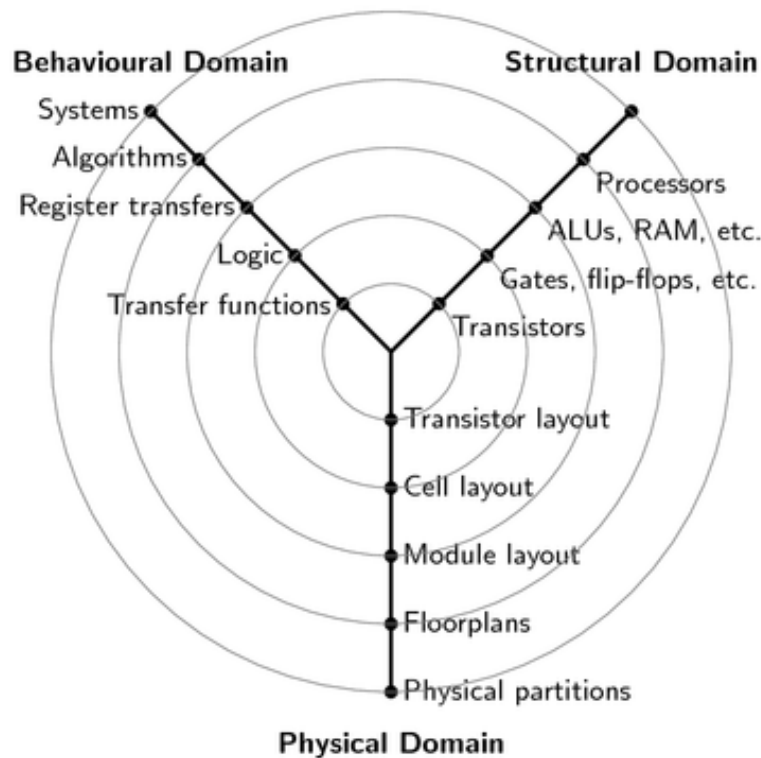 Behavioural Domain
Structural Domain
Systems
Algorithms
Register transfers
Logic
Transfer functions
Processors
ALUs, RAM, etc.
Gates, flip-flops, etc.
Transistors
Transistor layout
Cell layout
Module layout
Floorplans
Physical partitions
Physical Domain